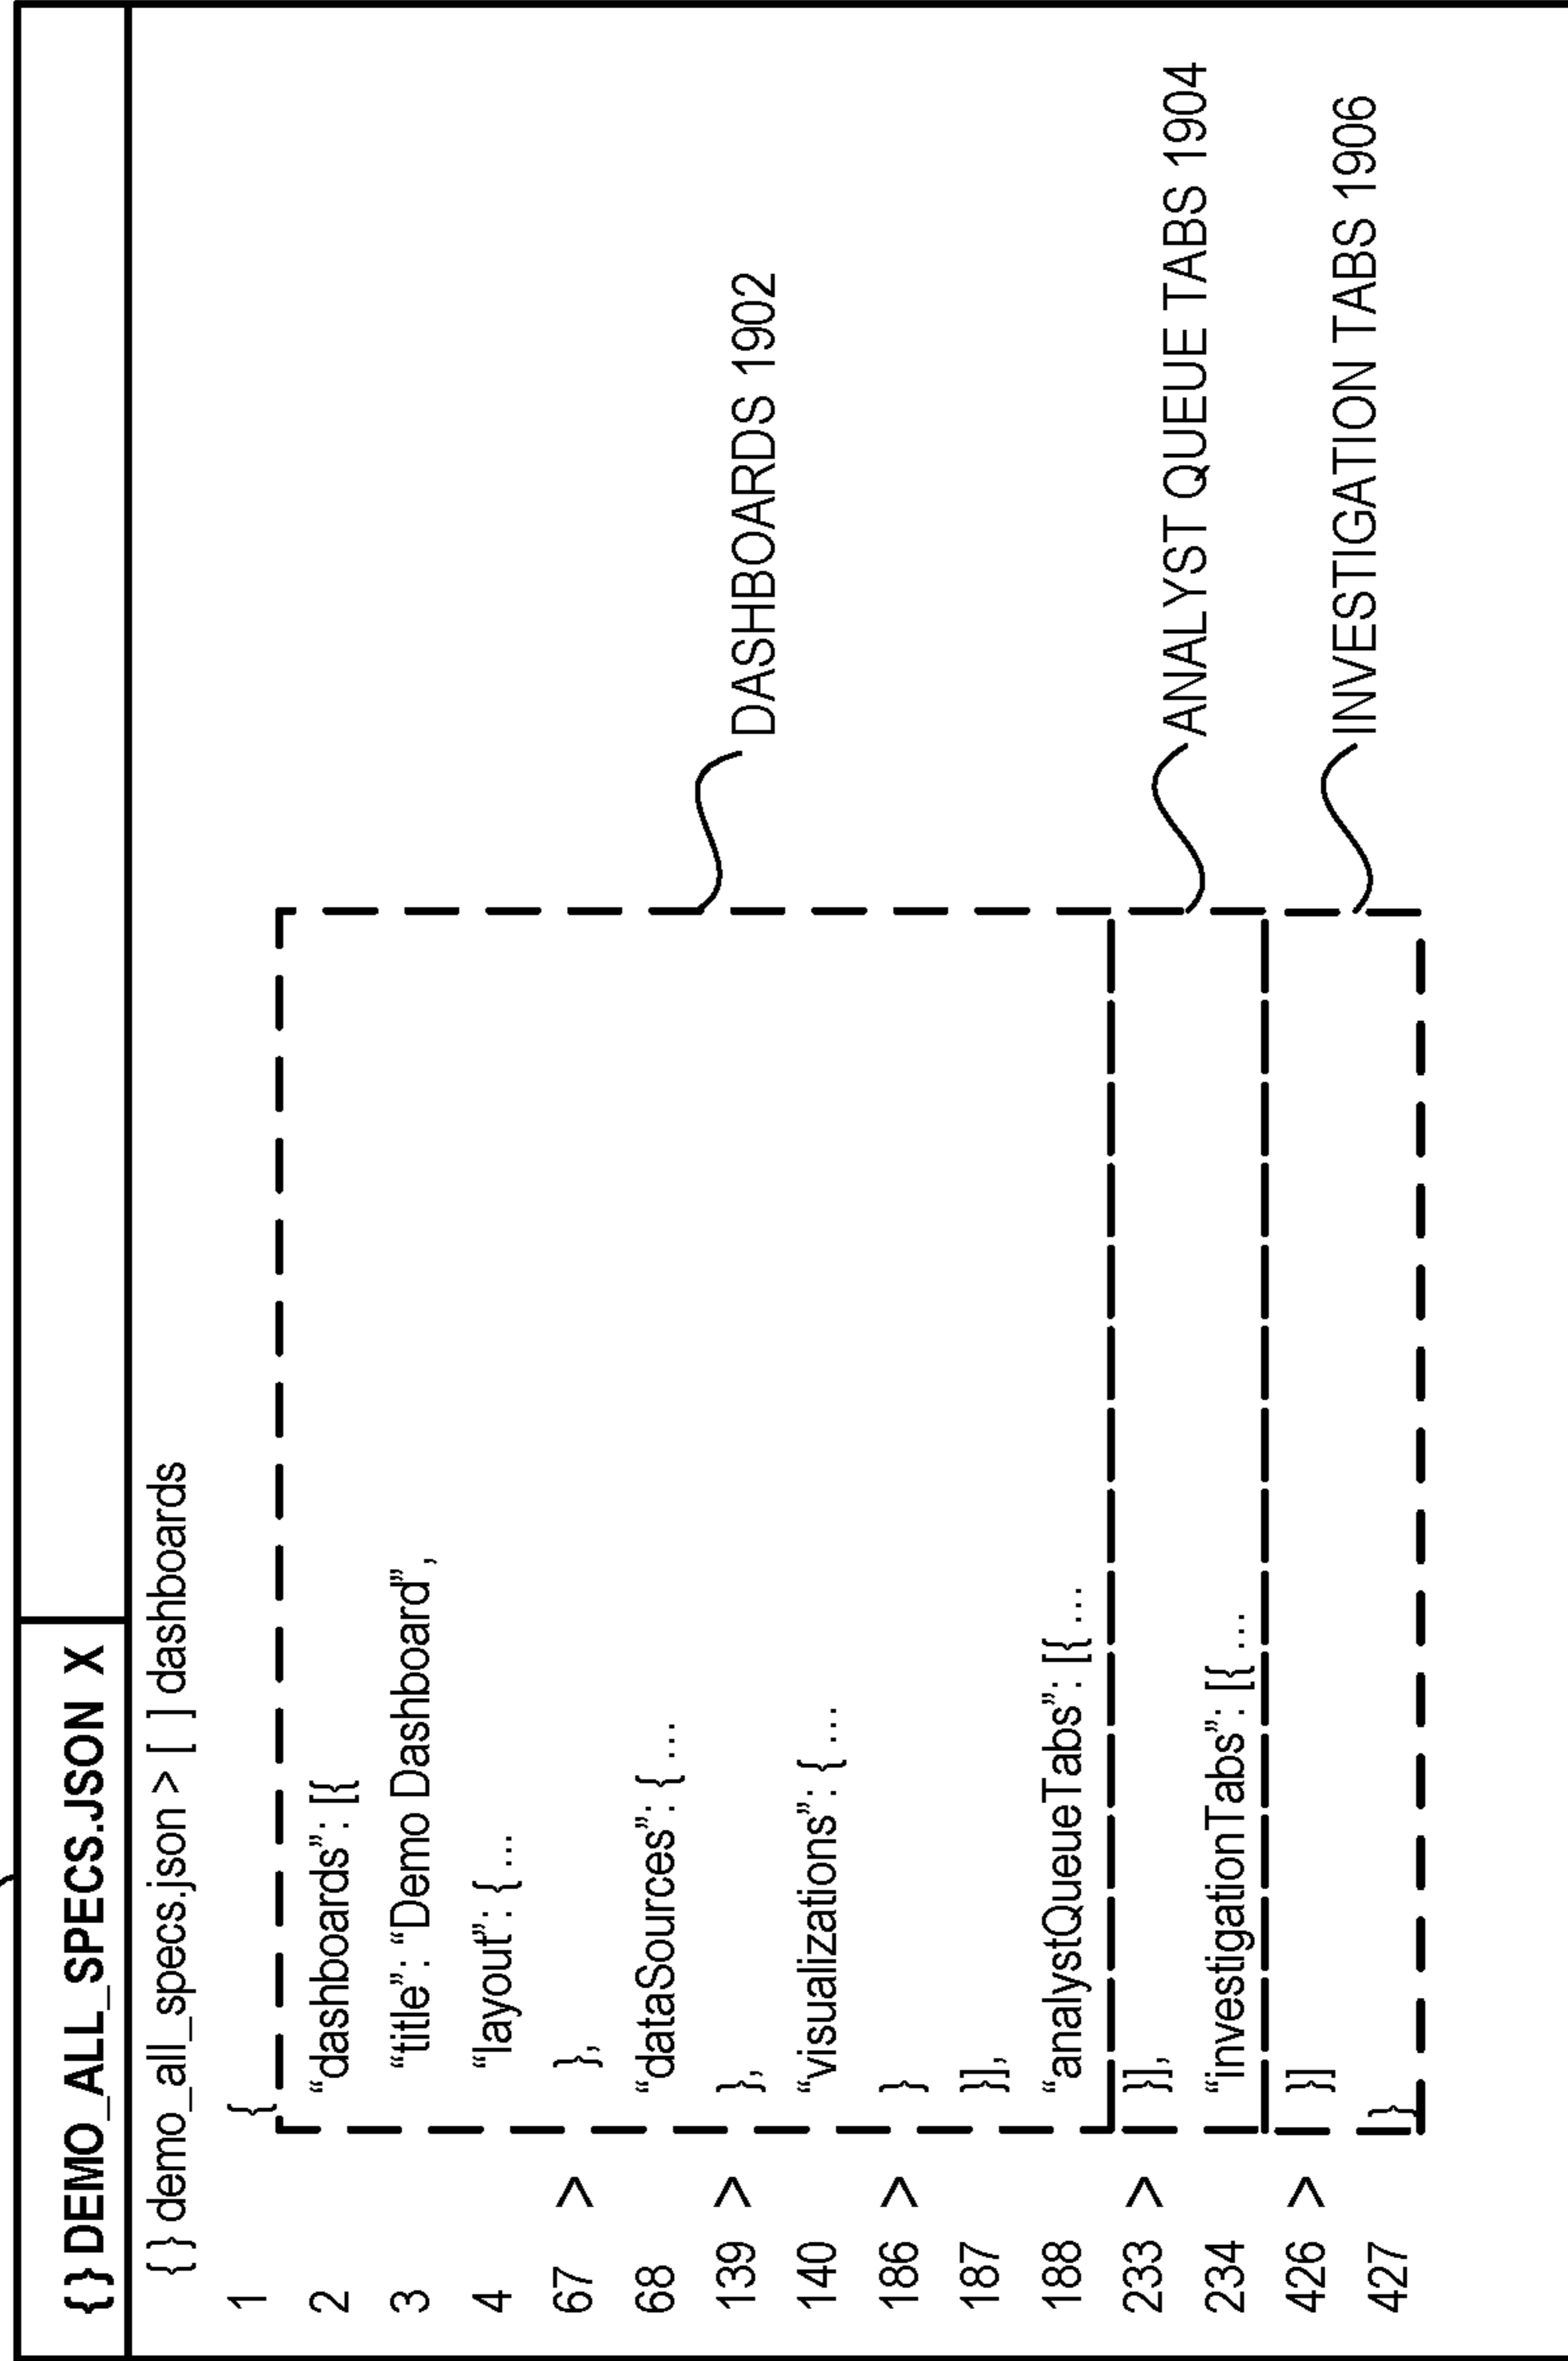 { } DEMO_ALL_SPECS.JSON X
{ } demo_all_specs.json > [ ] dashboards
1 {
2 “dashboards”: [{
3 “title”: “Demo Dashboard”,
4 “layout”: { ...
67 > },
68 “dataSources”: { ...
139 > },
140 “visualizations”: { ...
186 > }
187 }],
188 “analystQueueTabs”: [{ ...
233 > }],
234 “investigationTabs”: [{ ...
426 > }]
427 }
DASHBOARDS 1902
ANALYST QUEUE TABS 1904
INVESTIGATION TABS 1906